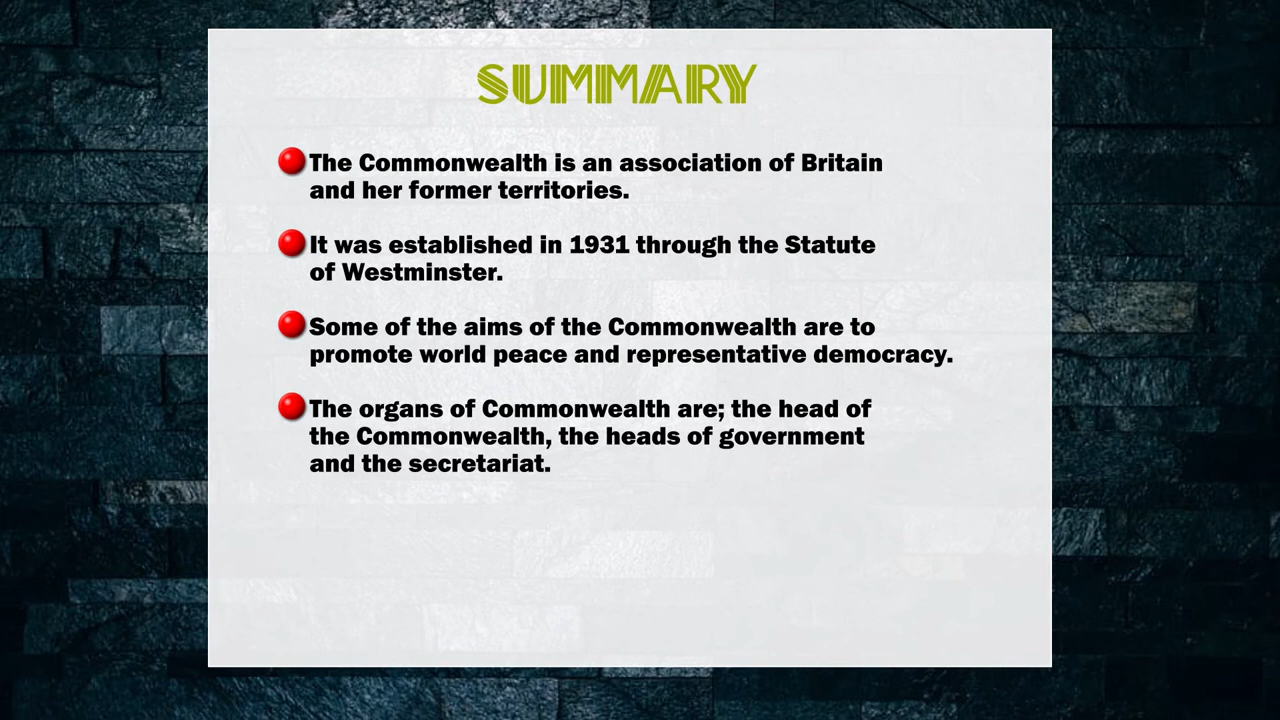 SUMMARY
The Commonwealth is an association of Britain
and her former territories.
It was established in 1931 through the Statute
of Westminster.
Some of the aims of the Commonwealth are to
promote world peace and representative democracy.
The organs of Commonwealth are; the head of
the Commonwealth, the heads of government
and the secretariat.